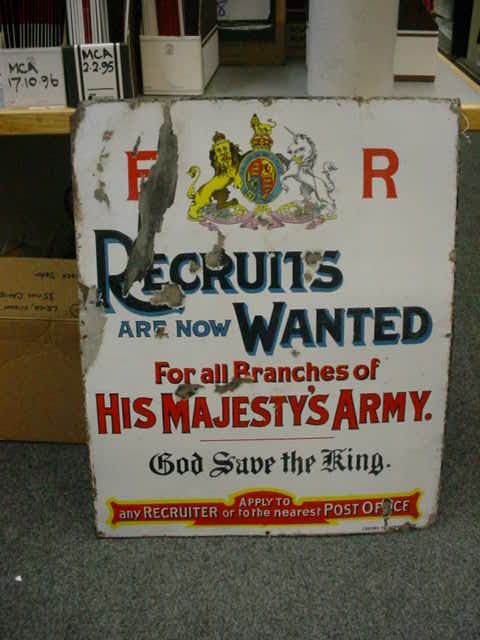 MCA
17.10.96
MCA
2.2.95
E R
RECRUITS
ARE NOW WANTED
For all Branches of
HIS MAJESTY'S ARMY.
God Save the King.
APPLY TO
any RECRUITER or to the nearest POST OFFICE